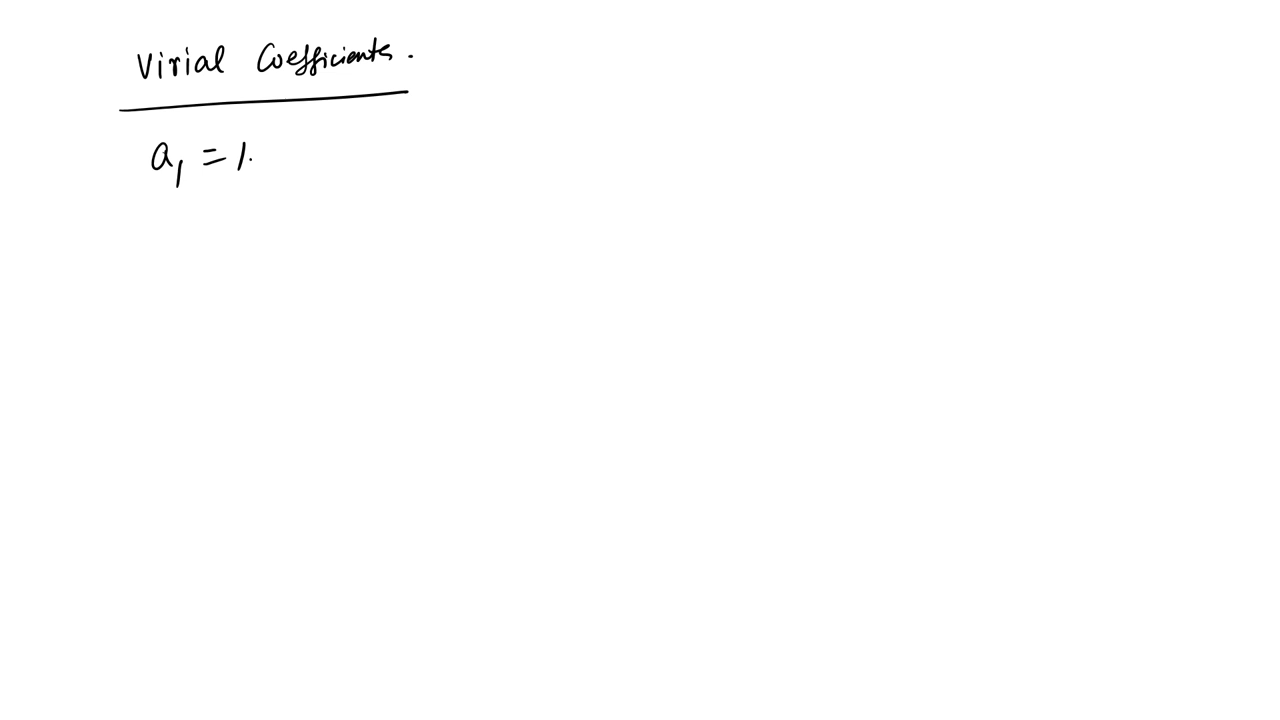 Virial Coefficients.
a₁ = 1.